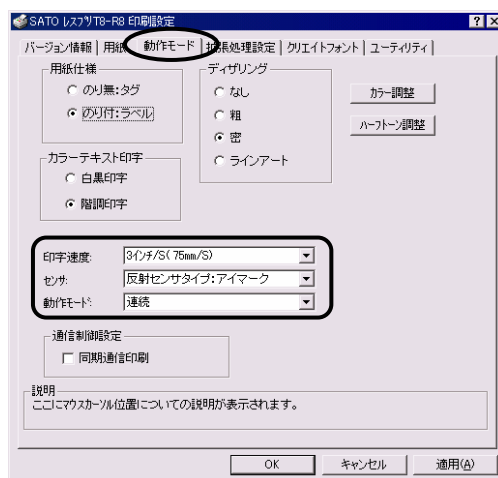 SATO ﾚｽﾌﾟﾘT8-R8 印刷設定
バージョン情報 用紙 動作モード 拡張処理設定 クリエイトフォント ユーティリティ
用紙仕様
のり無:タグ
のり付:ラベル
ディザリング
なし
粗
密
ラインアート
ｶﾗｰ調整
ﾊｰﾌﾄｰﾝ調整
カラーテキスト印字
白黒印字
階調印字
印字速度: 3ｲﾝﾁ/S( 75mm/S)
ｾﾝｻ: 反射センサタイプ:アイマーク
動作ﾓｰﾄﾞ: 連続
通信制御設定
同期通信印刷
説明
ここにﾏｳｽｶｰｿﾙ位置についての説明が表示されます。
OK キャンセル 適用(A)